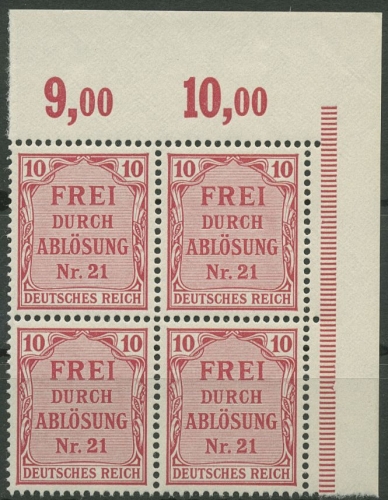 9,00 10,00
10 10 10 10
FREI FREI
DURCH DURCH
ABLÖSUNG ABLÖSUNG
Nr. 21 Nr. 21
DEUTSCHES REICH DEUTSCHES REICH
10 10 10 10
FREI FREI
DURCH DURCH
ABLÖSUNG ABLÖSUNG
Nr. 21 Nr. 21
DEUTSCHES REICH DEUTSCHES REICH